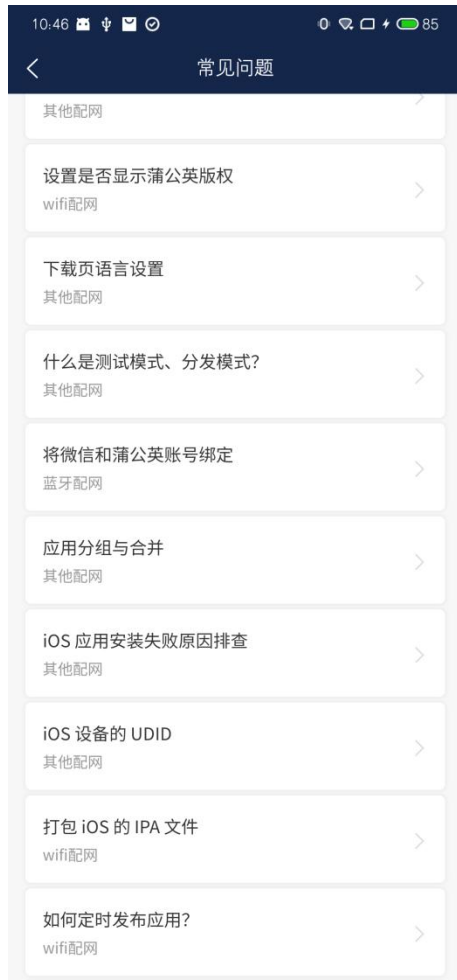 10:46 85
常见问题
其他配网
设置是否显示蒲公英版权
wifi配网
下载页语言设置
其他配网
什么是测试模式、分发模式？
其他配网
将微信和蒲公英账号绑定
蓝牙配网
应用分组与合并
其他配网
iOS 应用安装失败原因排查
其他配网
iOS 设备的 UDID
其他配网
打包 iOS 的 IPA 文件
wifi配网
如何定时发布应用？
wifi配网